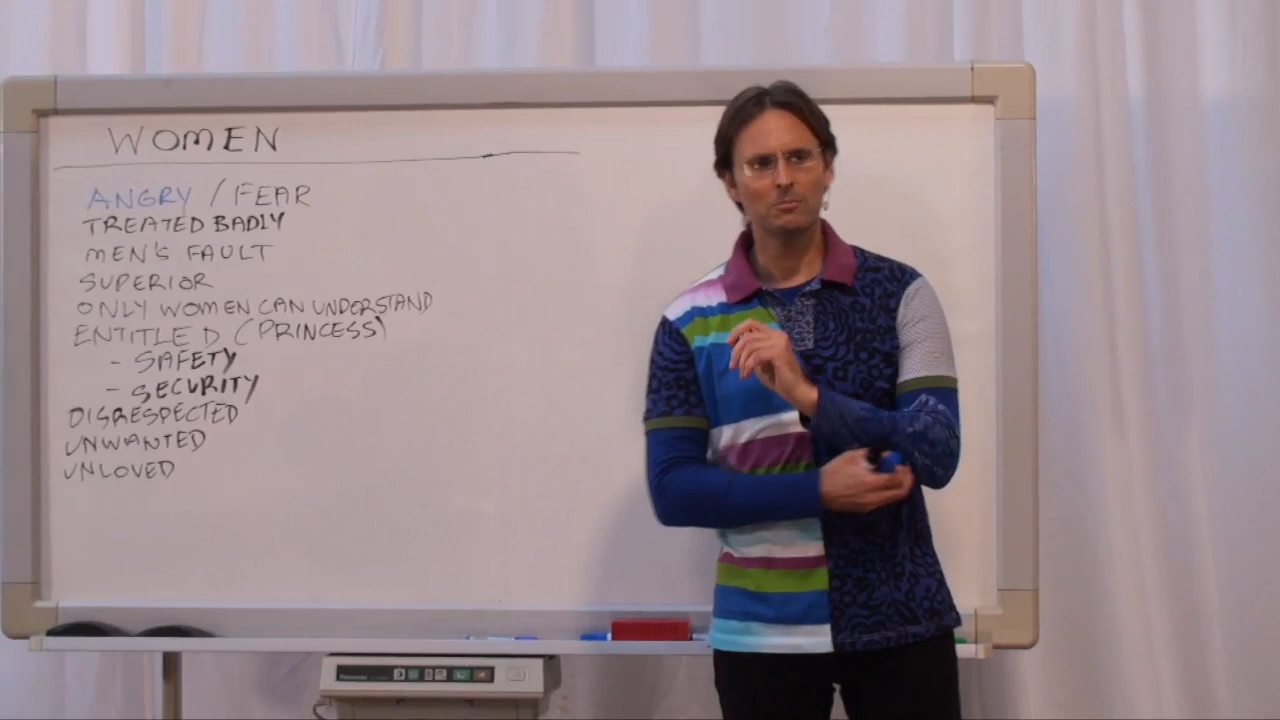 WOMEN
ANGRY / FEAR
TREATED BADLY
MEN'S FAULT
SUPERIOR
ONLY WOMEN CAN UNDERSTAND
ENTITLED (PRINCESS)
- SAFETY
- SECURITY
DISRESPECTED
UNWANTED
UNLOVED
Panasonic